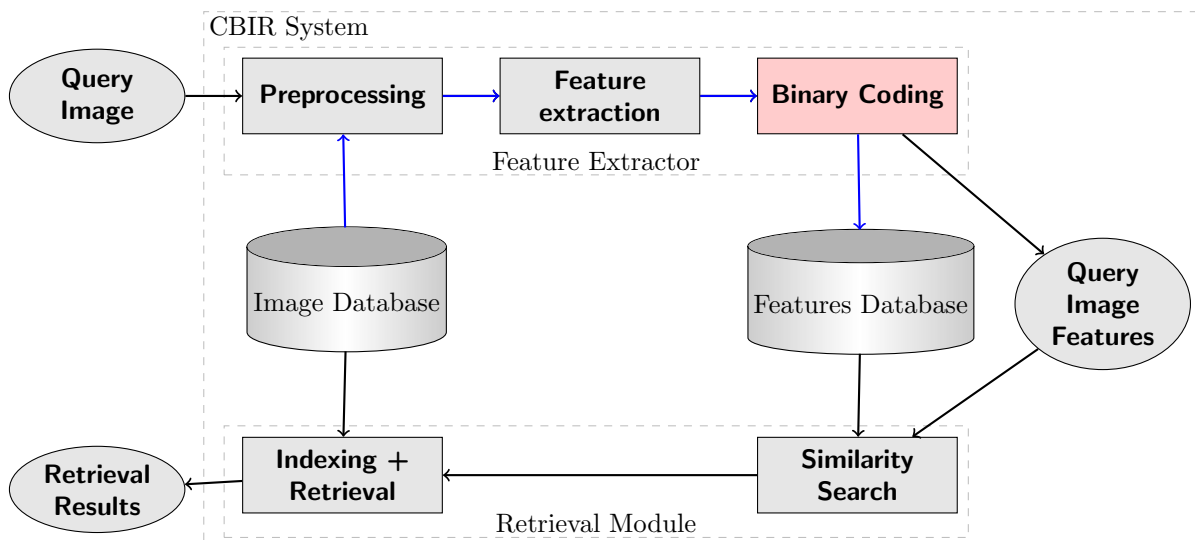 CBIR System
Query
Image
Preprocessing
Feature
extraction
Binary Coding
Feature Extractor
Image Database
Features Database
Query
Image
Features
Retrieval
Results
Indexing +
Retrieval
Similarity
Search
Retrieval Module